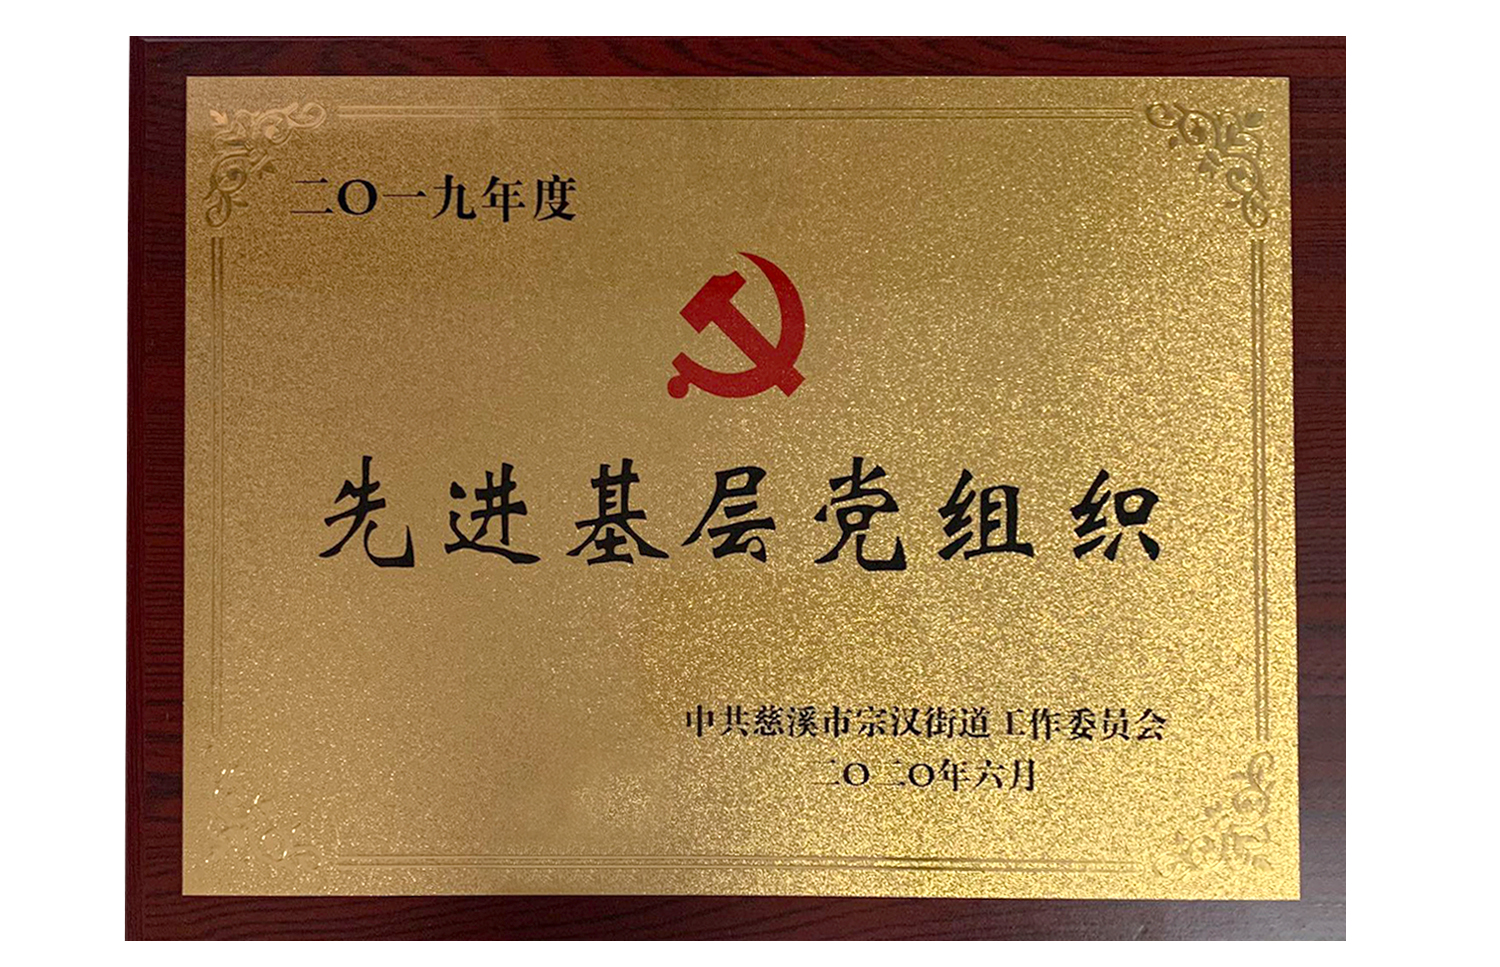 二〇一九年度
先进基层党组织
中共慈溪市宗汉街道工作委员会
二〇二〇年六月